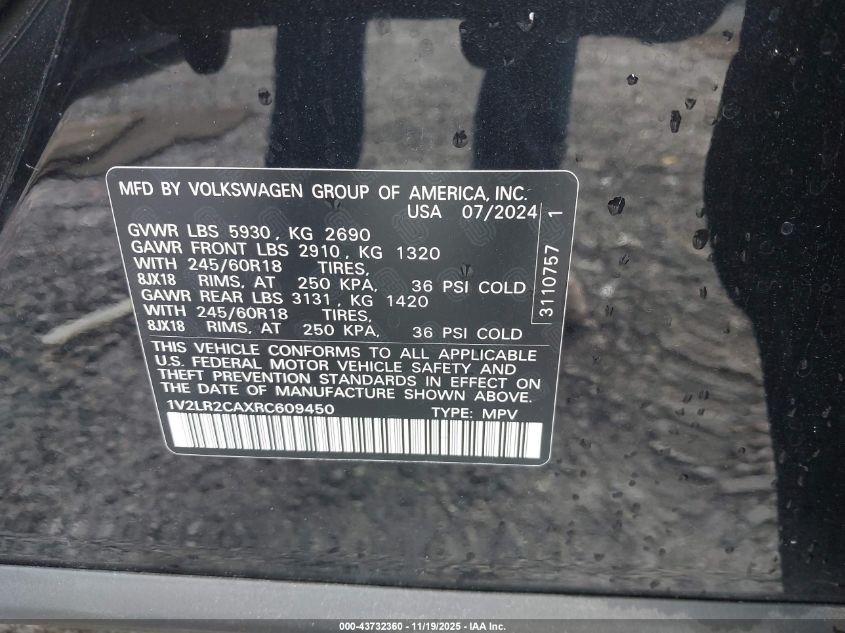 MFD BY VOLKSWAGEN GROUP OF AMERICA, INC.
USA 07/2024
GVWR LBS 5930, KG 2690
GAWR FRONT LBS 2910, KG 1320
WITH 245/60R18 TIRES,
8JX18 RIMS, AT 250 KPA, 36 PSI COLD
GAWR REAR LBS 3131, KG 1420
WITH 245/60R18 TIRES,
8JX18 RIMS, AT 250 KPA, 36 PSI COLD
3110757 1
THIS VEHICLE CONFORMS TO ALL APPLICABLE
U.S. FEDERAL MOTOR VEHICLE SAFETY AND
THEFT PREVENTION STANDARDS IN EFFECT ON
THE DATE OF MANUFACTURE SHOWN ABOVE.
1V2LR2CAXRC609450 TYPE: MPV
000-43732360 - 11/19/2025 - IAA Inc.